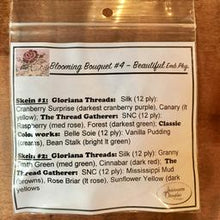 Blooming Bouquet #4 - Beautiful Emb Pkg.
Skein #1: Gloriana Threads: Silk (12 ply):
Cranberry Surprise (darkest cranberry purple), Canary (lt
yellow), The Thread Gatherer: SNC (12 ply):
Raspberry (med rose), Forest (darkest green), Classic
Color works: Belle Soie (12 ply): Vanilla Pudding
(creams), Bean Stalk (bright lt green)
Skein #2: Gloriana Threads: Silk (12 ply): Granny
Smith Green (med green), Cinnabar (dark red), The
Thread Gatherer: SNC (12 ply): Mississippi Mud
(browns), Rose Briar (lt rose), Sunflower Yellow (dark
yellows